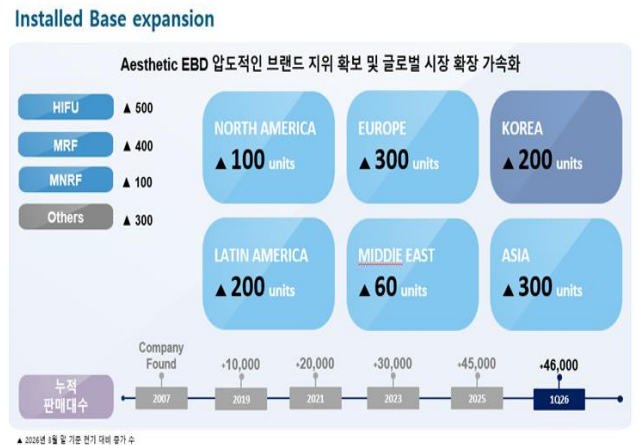 Installed Base expansion
Aesthetic EBD 압도적인 브랜드 지위 확보 및 글로벌 시장 확장 가속화
HIFU ▲ 500
MRF ▲ 400
MNRF ▲ 100
Others ▲ 300
NORTH AMERICA
▲ 100 units
EUROPE
▲ 300 units
KOREA
▲ 200 units
LATIN AMERICA
▲ 200 units
MIDDlE EAST
▲ 60 units
ASIA
▲ 300 units
누적
판매대수
Company
Found
+10,000
+20,000
+30,000
+45,000
+46,000
2007
2019
2021
2023
2025
1Q26
▲ 2026년 3월 말 기준 전기 대비 증가 수